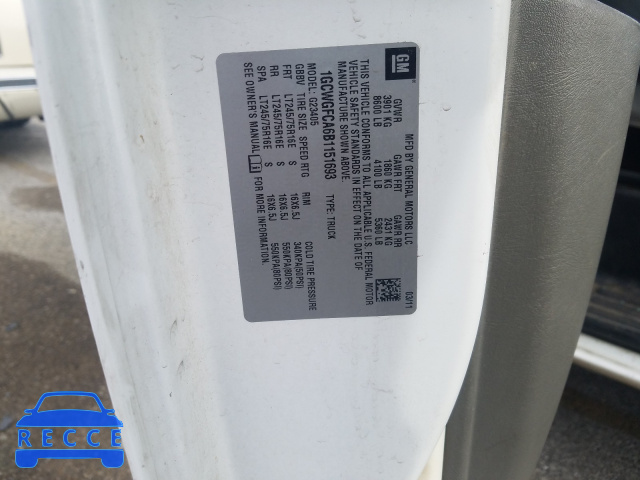 GM
MFD BY GENERAL MOTORS LLC 03/11
GVWR GAWR FRT GAWR RR
3901 KG 1860 KG 2431 KG
8600 LB 4100 LB 5360 LB
THIS VEHICLE CONFORMS TO ALL APPLICABLE U.S. FEDERAL MOTOR
VEHICLE SAFETY STANDARDS IN EFFECT ON THE DATE OF
MANUFACTURE SHOWN ABOVE.
1GCWGFCA6B1151693 TYPE: TRUCK
MODEL: G23405
GBBV TIRE SIZE SPEED RTG RIM COLD TIRE PRESSURE
FRT LT245/75R16E S 16X6.5J 340KPA(50PSI)
RR LT245/75R16E S 16X6.5J 550KPA(80PSI)
SPA LT245/75R16E S 16X6.5J 550KPA(80PSI)
SEE OWNER'S MANUAL FOR MORE INFORMATION.
RECCE